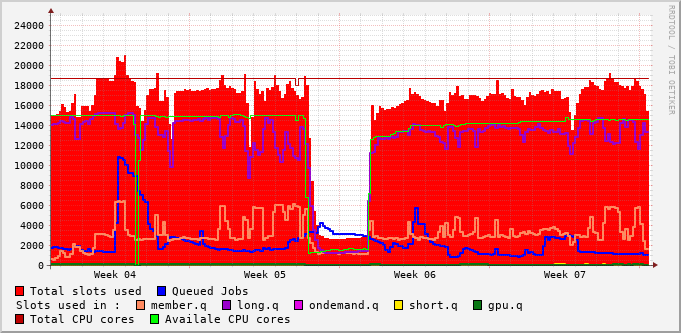 24000
22000
20000
18000
16000
14000
12000
10000
8000
6000
4000
2000
0
Week 04 Week 05 Week 06 Week 07
Total slots used Queued Jobs
Slots used in : member.q long.q ondemand.q short.q gpu.q
Total CPU cores Availale CPU cores
RRDTOOL / TOBI OETIKER